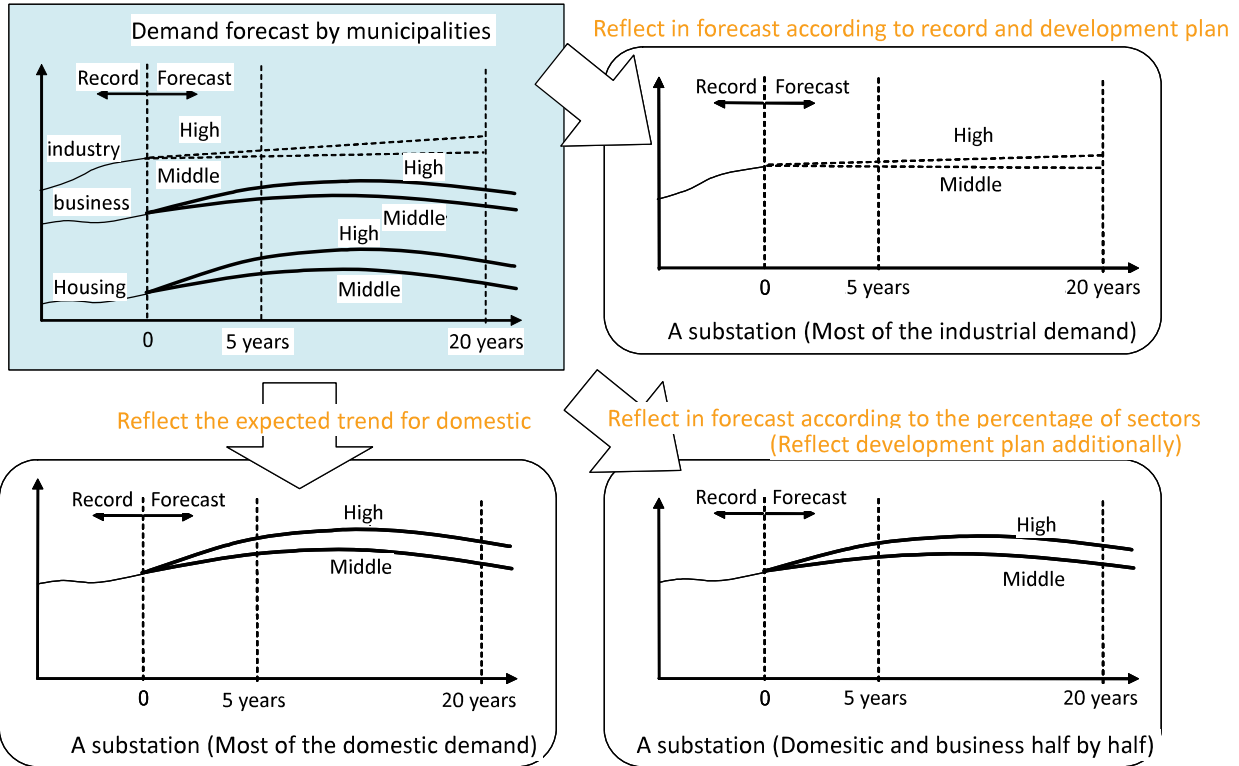 Demand forecast by municipalities
Record Forecast
High
industry
Middle
High
business
Middle
High
Housing
Middle
0 5 years 20 years
Reflect in forecast according to record and development plan
Record Forecast
High
Middle
0 5 years 20 years
A substation (Most of the industrial demand)
Reflect the expected trend for domestic
Record Forecast
High
Middle
0 5 years 20 years
A substation (Most of the domestic demand)
Reflect in forecast according to the percentage of sectors
(Reflect development plan additionally)
Record Forecast
High
Middle
0 5 years 20 years
A substation (Domesitic and business half by half)